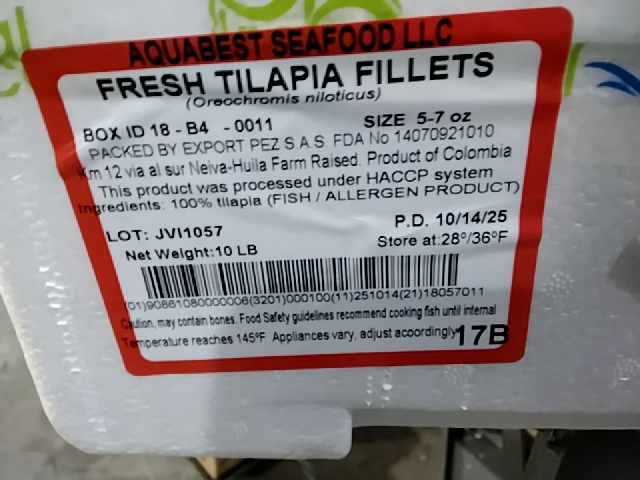 AQUABEST SEAFOOD LLC
FRESH TILAPIA FILLETS
(Oreochromis niloticus)
BOX ID 18 - B4 - 0011 SIZE 5-7 oz
PACKED BY EXPORT PEZ S.A.S. FDA No 14070921010
Km 12 via al sur Neiva-Huila Farm Raised. Product of Colombia
This product was processed under HACCP system
Ingredients: 100% tilapia (FISH / ALLERGEN PRODUCT)
LOT: JVI1057 P.D. 10/14/25
Net Weight:10 LB Store at:28°/36°F
(01)90861080000006(3201)000100(11)251014(21)18057011
Caution, may contain bones. Food Safety guidelines recommend cooking fish until internal
Temperature reaches 145ºF Appliances vary, adjust acoordingly 17B